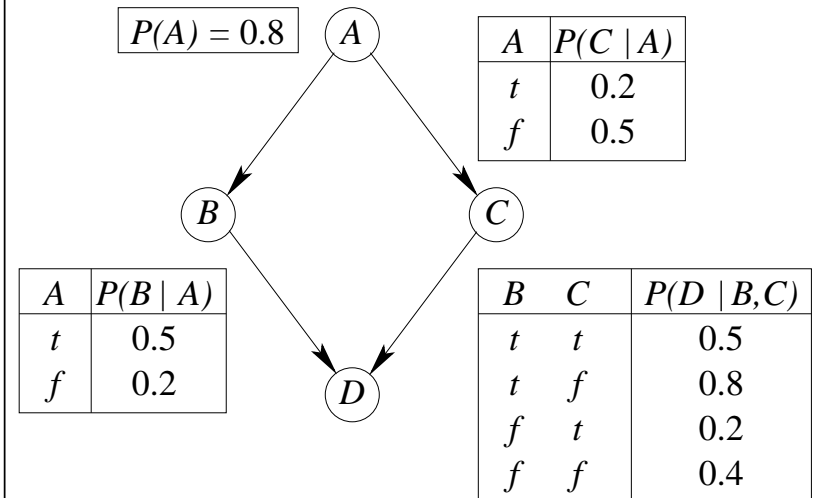 P(A) = 0.8
A
A P(C | A)
t 0.2
f 0.5
B
C
A P(B | A)
t 0.5
f 0.2
D
B C P(D | B,C)
t t 0.5
t f 0.8
f t 0.2
f f 0.4